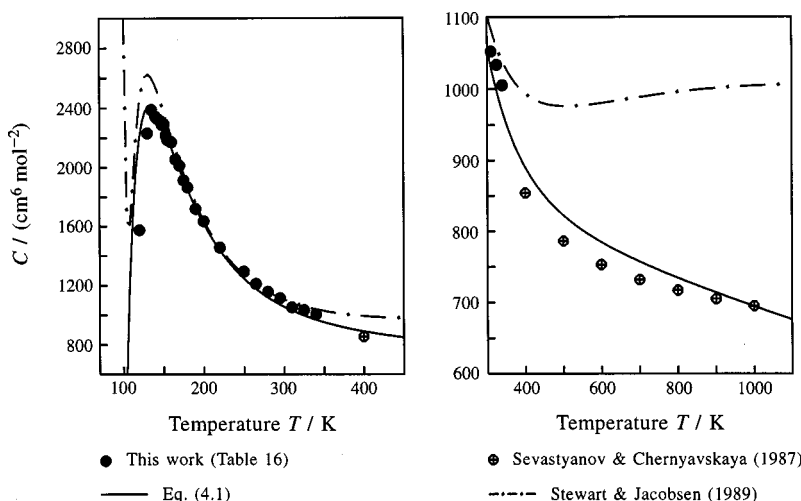 C / (cm⁶ mol⁻²)
2800
2400
2000
1600
1200
800
100 200 300 400
Temperature T / K
1100
1000
900
800
700
600
400 600 800 1000
Temperature T / K
This work (Table 16)
Sevastyanov & Chernyavskaya (1987)
Eq. (4.1)
Stewart & Jacobsen (1989)